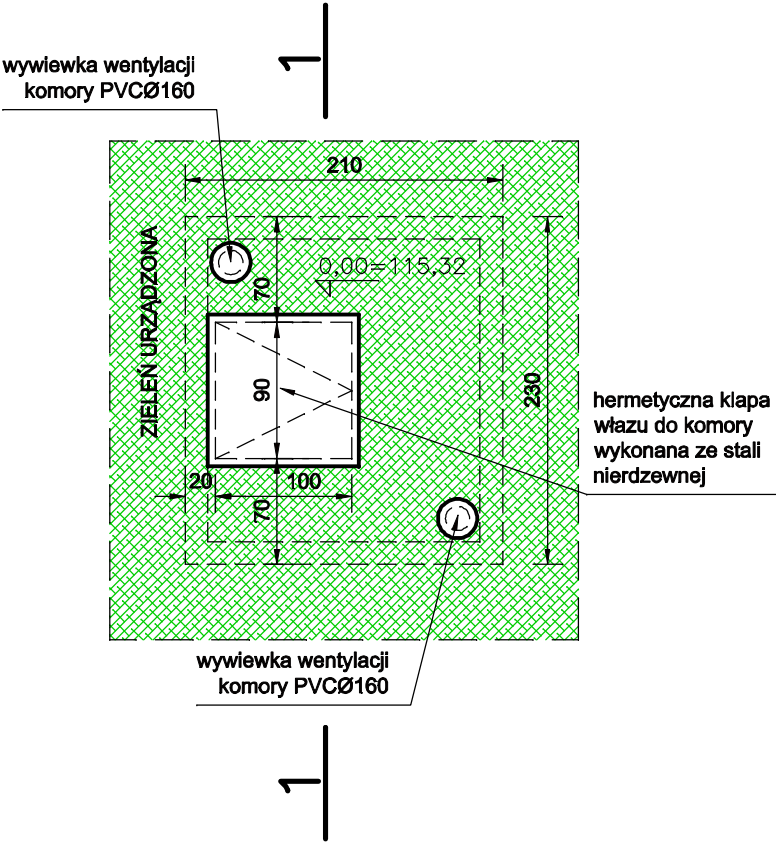 1
wywiewka wentylacji
komory PVCØ160
210
ZIELEŃ URZĄDZONA
70
0,00=115,32
90
230
hermetyczna klapa
włazu do komory
wykonana ze stali
nierdzewnej
20
100
70
wywiewka wentylacji
komory PVCØ160
1